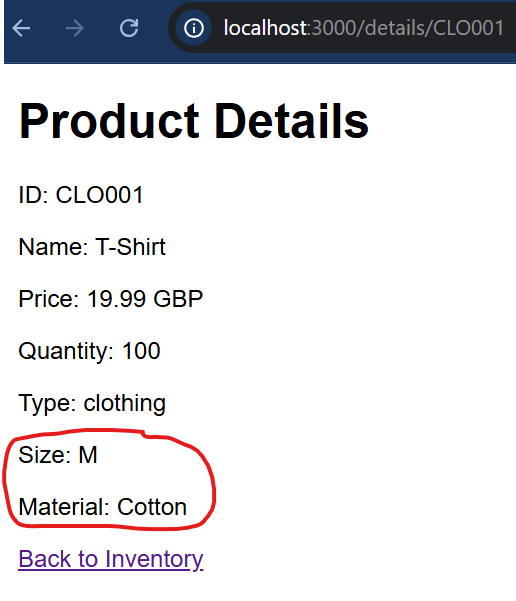 localhost:3000/details/CLO001
Product Details
ID: CLO001
Name: T-Shirt
Price: 19.99 GBP
Quantity: 100
Type: clothing
Size: M
Material: Cotton
Back to Inventory